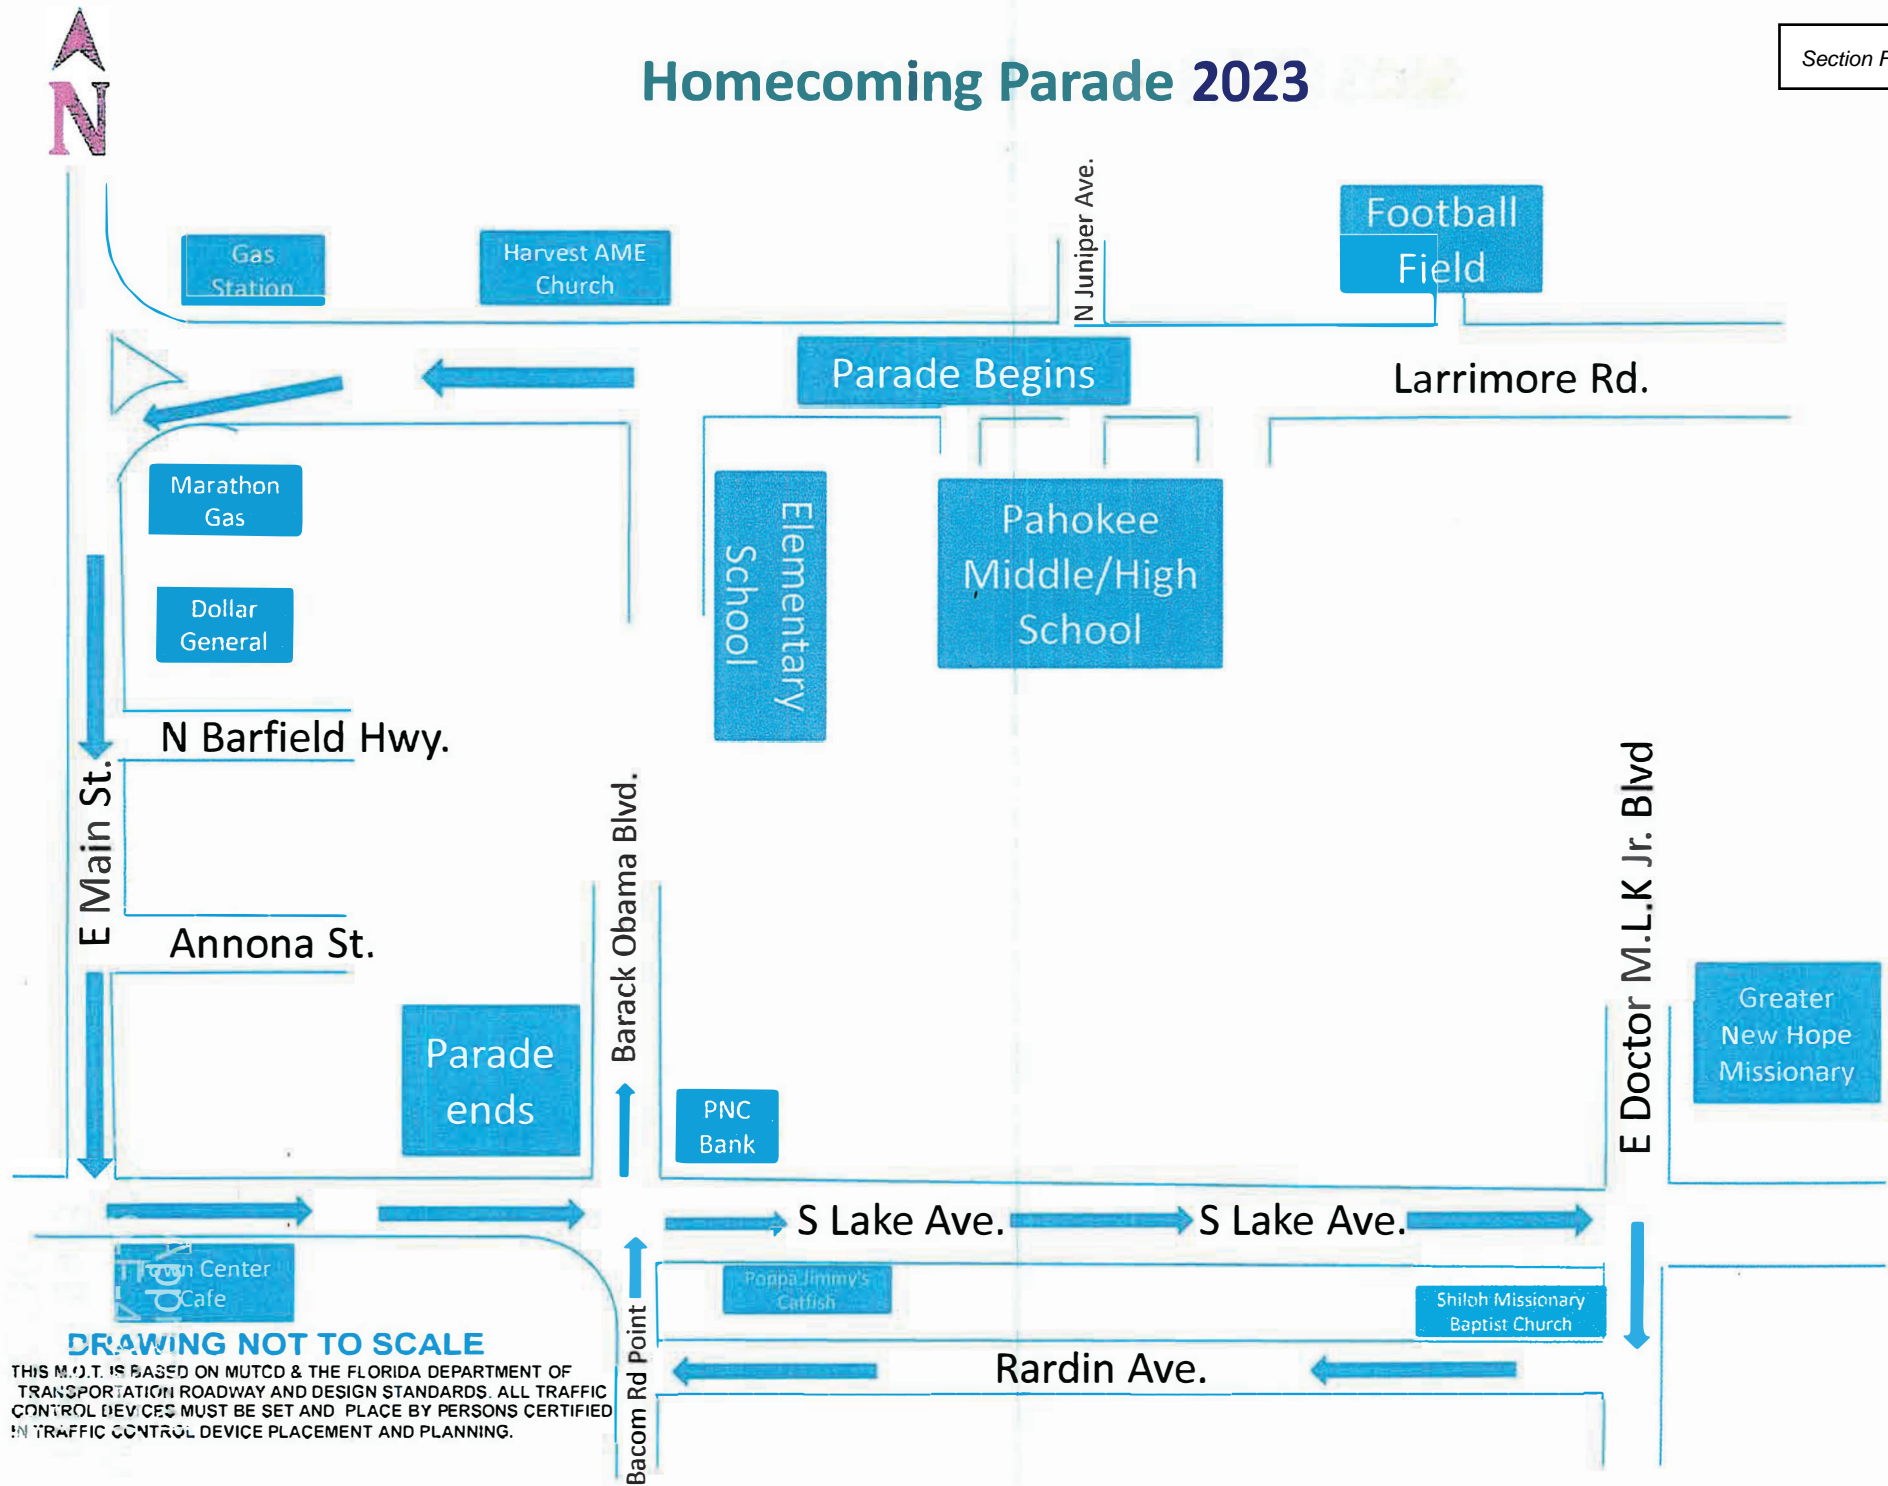 N
Homecoming Parade 2023
Section F
N Juniper Ave.
Football
Field
Gas
Station
Harvest AME
Church
Parade Begins
Larrimore Rd.
Marathon
Gas
Elementary
School
Pahokee
Middle/High
School
Dollar
General
N Barfield Hwy.
E Main St.
Barack Obama Blvd.
E Doctor M.L.K Jr. Blvd
Annona St.
Greater
New Hope
Missionary
Parade
ends
PNC
Bank
S Lake Ave.
S Lake Ave.
Town Center
Cafe
Poppa Jimmy's
Catfish
Shiloh Missionary
Baptist Church
Bacom Rd Point
Rardin Ave.
DRAWING NOT TO SCALE
THIS M.O.T. IS BASED ON MUTCD & THE FLORIDA DEPARTMENT OF
TRANSPORTATION ROADWAY AND DESIGN STANDARDS. ALL TRAFFIC
CONTROL DEVICES MUST BE SET AND PLACE BY PERSONS CERTIFIED
IN TRAFFIC CONTROL DEVICE PLACEMENT AND PLANNING.